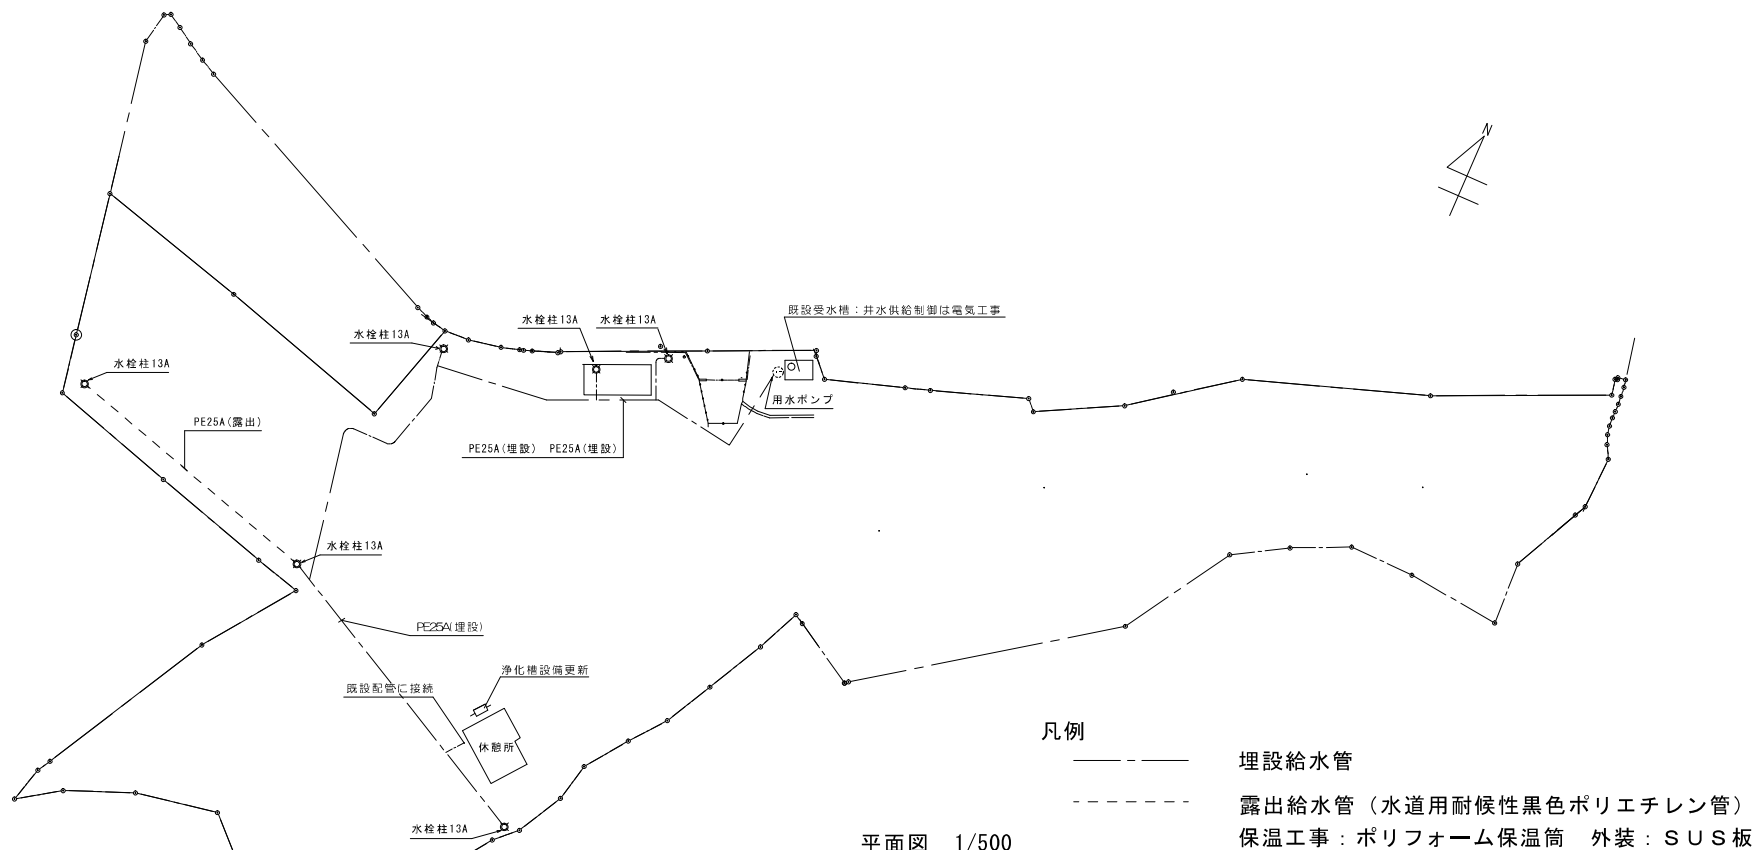 N
既設受水槽：井水供給制御は電気工事
水栓柱13A
水栓柱13A
水栓柱13A
水栓柱13A
用水ポンプ
PE25A(露出)
PE25A(埋設)　PE25A(埋設)
水栓柱13A
PE25A(埋設)
浄化槽設備更新
既設配管に接続
休憩所
水栓柱13A
凡例
埋設給水管
露出給水管（水道用耐候性黒色ポリエチレン管）
保温工事：ポリフォーム保温筒　外装：ＳＵＳ板
平面図　1/500